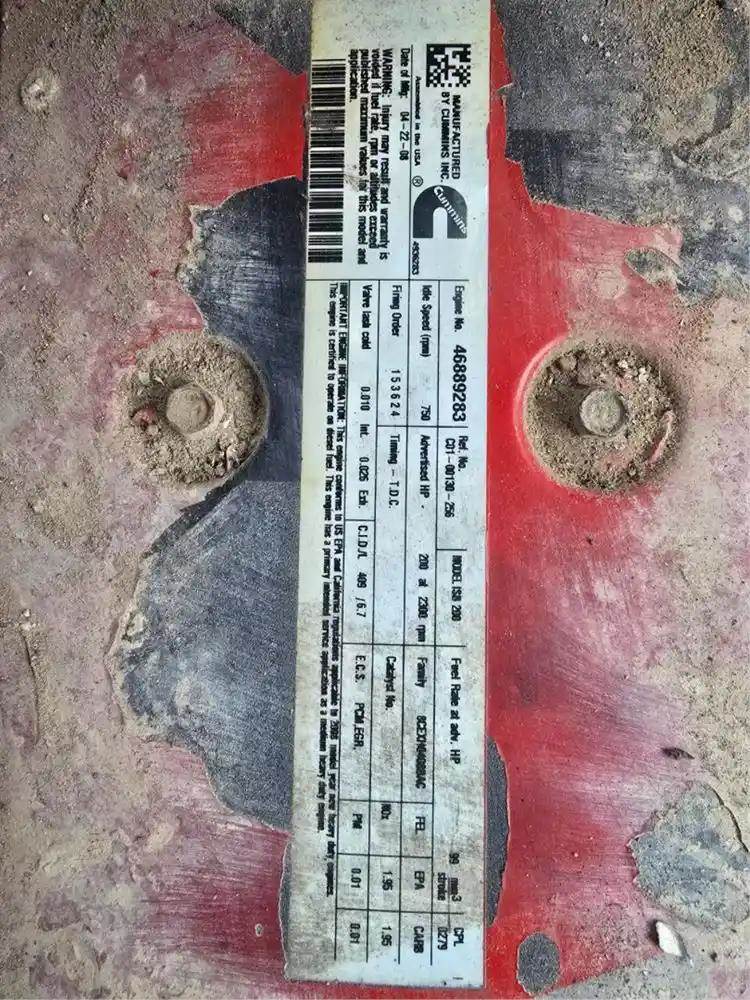 MANUFACTURED
BY CUMMINS INC.
Assembled in the USA
Cummins
®
4936283
Date of Mfg. 04-22-08
WARNING: Injury may result and warranty is
voided if fuel rate, rpm or altitudes exceed
published maximum values for this model and
application.
Engine No. 46889283 Ref. No. C01-00130-256 MODEL ISB 200 Fuel Rate at adv. HP 99 mm3 stroke CPL 0279
Idle Speed (rpm) 750 Advertised HP - 200 at 2300 rpm Family FEL EPA CARB
Firing Order 153624 Timing - T.D.C. Catalyst No. NOx 1.95 1.95
Valve lash cold 0.010 Int. 0.026 Exh. C.I.D./L 409 /6.7 E.C.S. PCM,EGR, PM 0.01 0.01
IMPORTANT ENGINE INFORMATION: This engine conforms to US EPA and California regulations applicable to 2008 model year new heavy duty engines.
This engine is certified to operate on diesel fuel. This engine has a primary intended service application as a medium heavy duty engine.